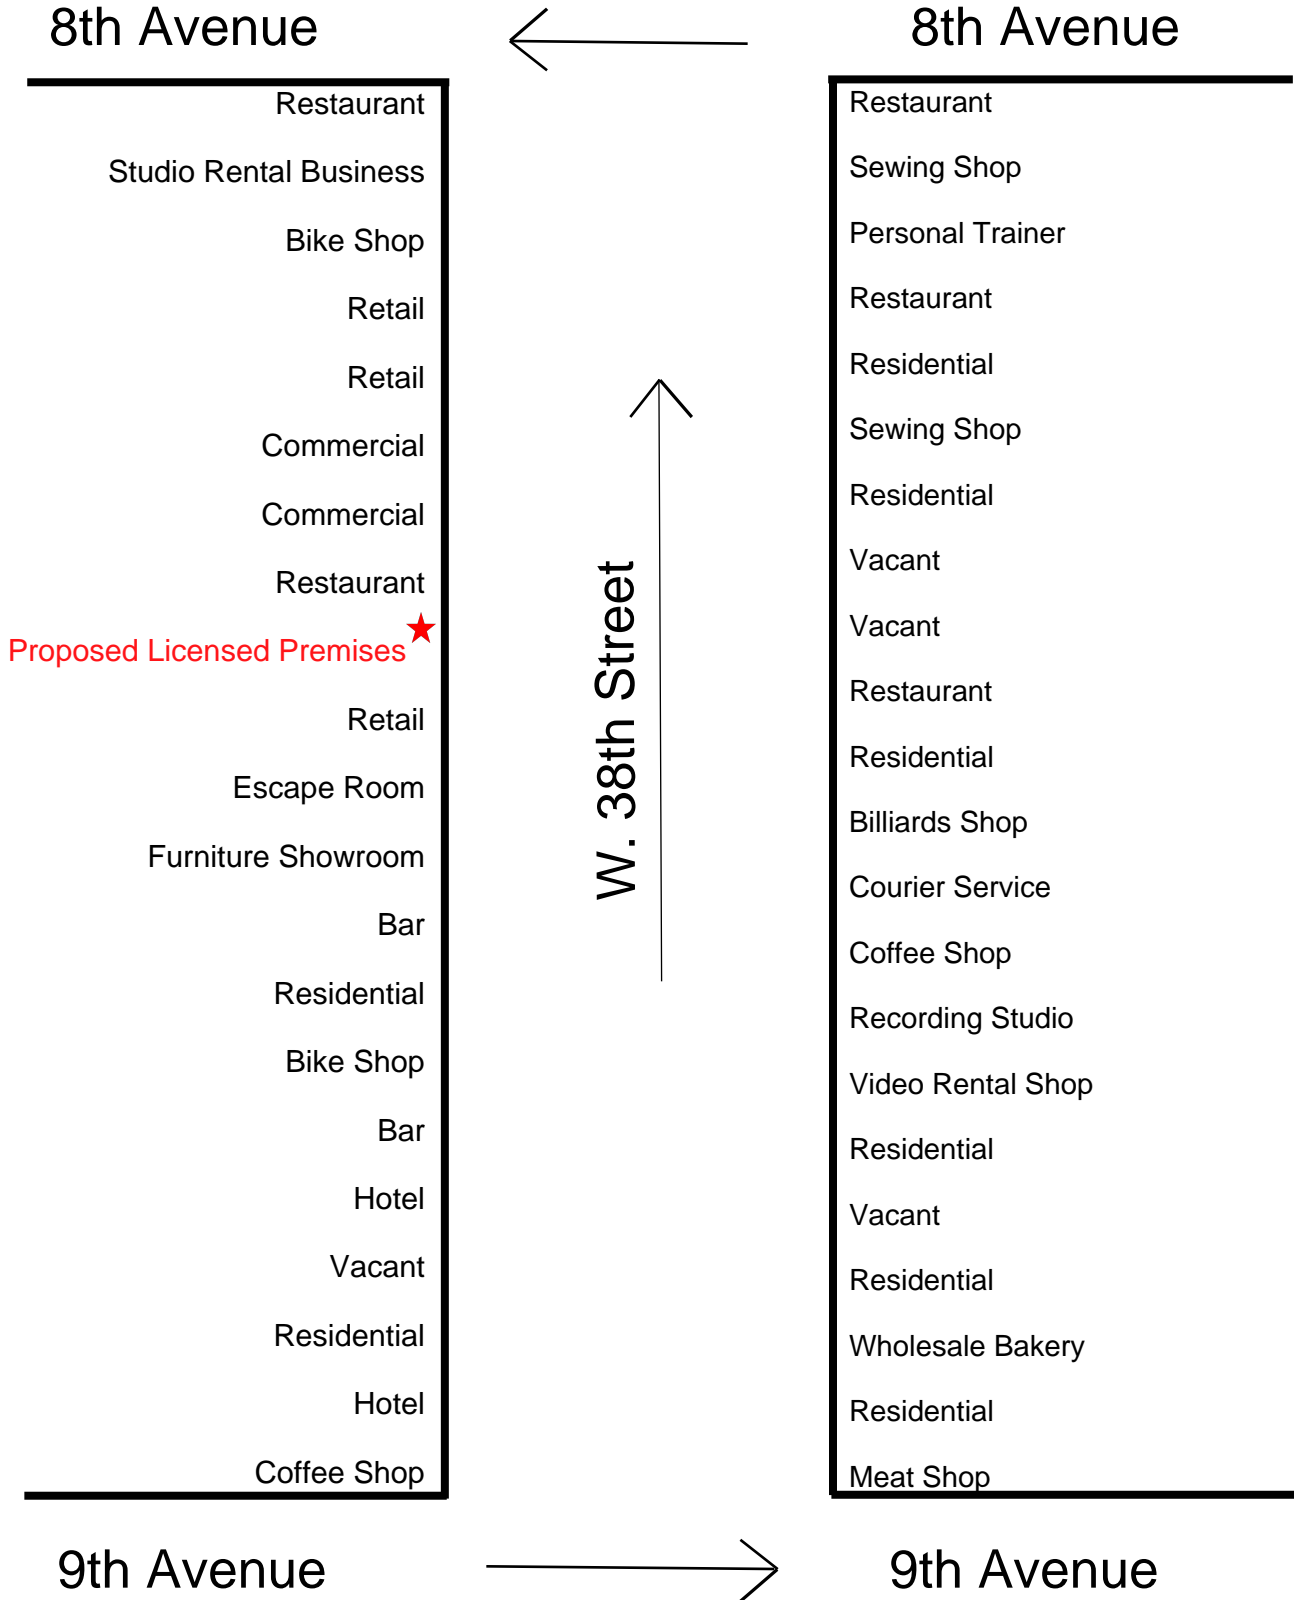 8th Avenue
8th Avenue
Restaurant
Studio Rental Business
Bike Shop
Retail
Retail
Commercial
Commercial
Restaurant
Proposed Licensed Premises
Retail
Escape Room
Furniture Showroom
Bar
Residential
Bike Shop
Bar
Hotel
Vacant
Residential
Hotel
Coffee Shop
W. 38th Street
Restaurant
Sewing Shop
Personal Trainer
Restaurant
Residential
Sewing Shop
Residential
Vacant
Vacant
Restaurant
Residential
Billiards Shop
Courier Service
Coffee Shop
Recording Studio
Video Rental Shop
Residential
Vacant
Residential
Wholesale Bakery
Residential
Meat Shop
9th Avenue
9th Avenue